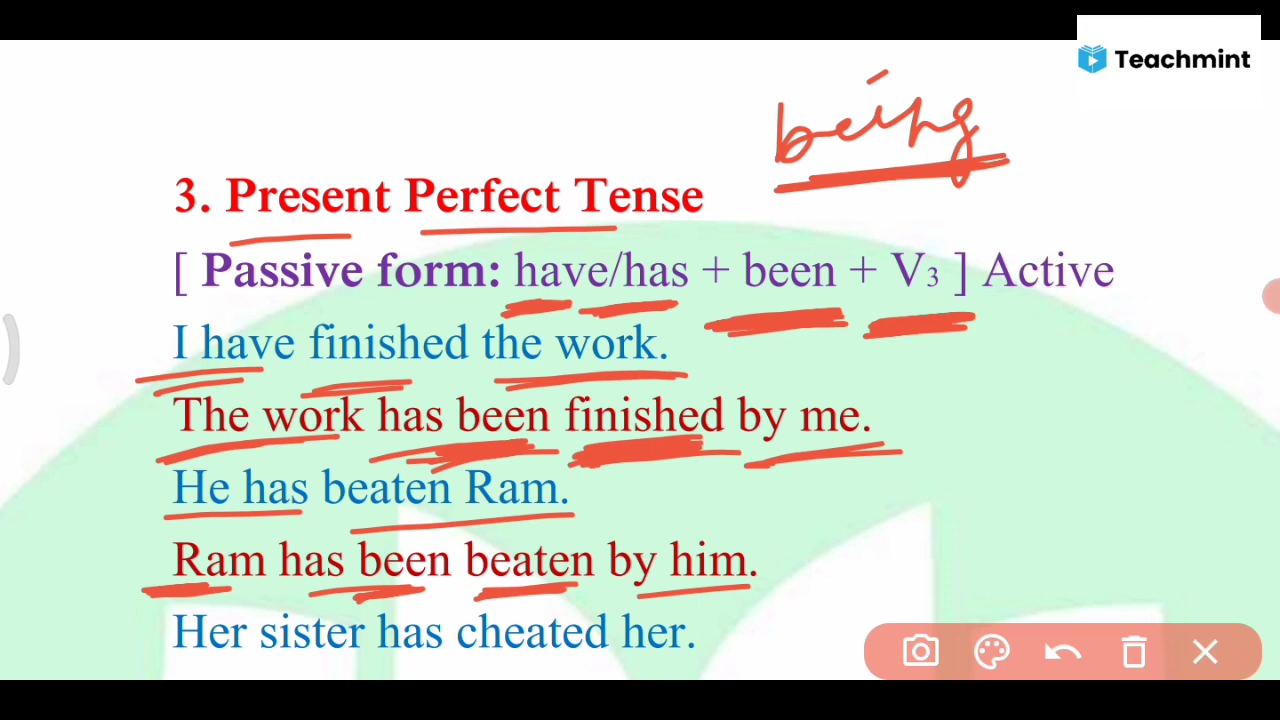 Teachmint
being
3. Present Perfect Tense
[ Passive form: have/has + been + V3 ] Active
I have finished the work.
The work has been finished by me.
He has beaten Ram.
Ram has been beaten by him.
Her sister has cheated her.